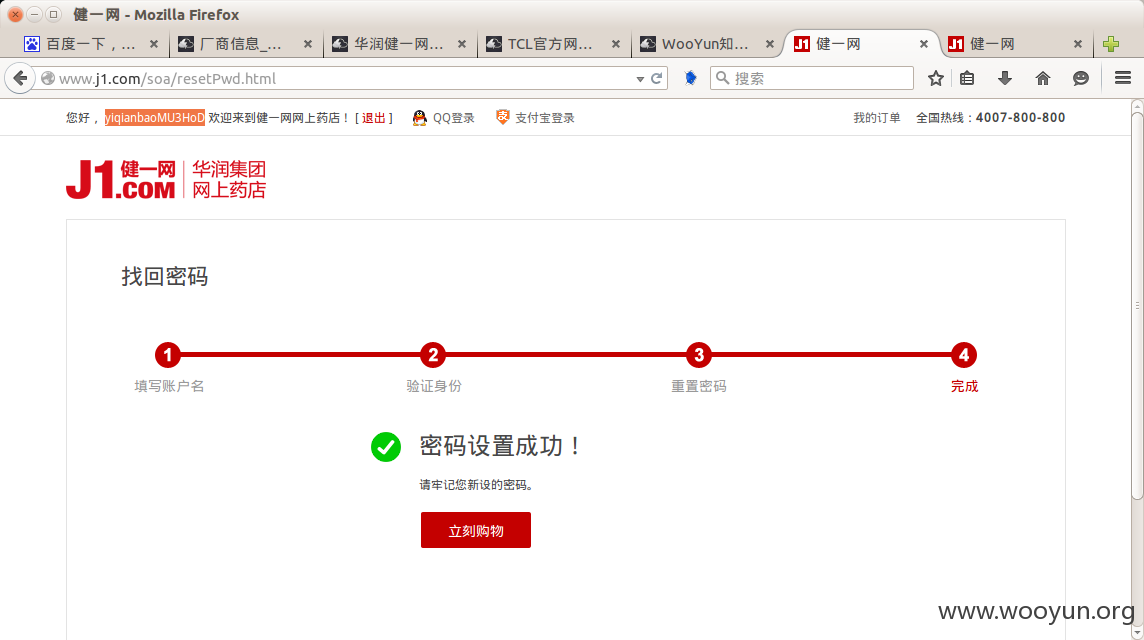 健一网 - Mozilla Firefox
百度一下，... 厂商信息_... 华润健一网... TCL官方网... WooYun知... 健一网 健一网
www.j1.com/soa/resetPwd.html 搜索
您好， yiqianbaoMU3HoD 欢迎来到健一网网上药店！ [ 退出 ] QQ登录 支付宝登录 我的订单 全国热线：4007-800-800
J1.COM 健一网 华润集团
网上药店
找回密码
1 2 3 4
填写账户名 验证身份 重置密码 完成
密码设置成功！
请牢记您新设的密码。
立刻购物
www.wooyun.org